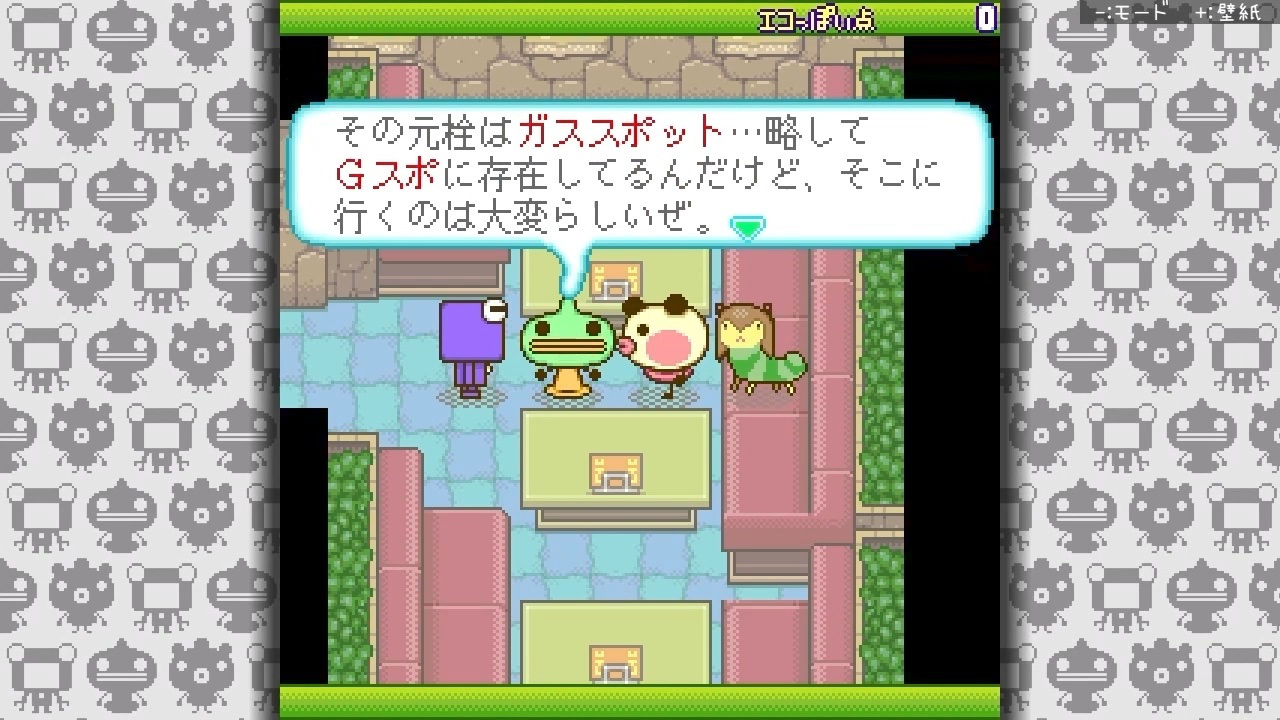 エコっぽい点 0
-:モード +:壁紙
その元栓はガススポット…略して
Gスポに存在してるんだけど、そこに
行くのは大変らしいぜ。